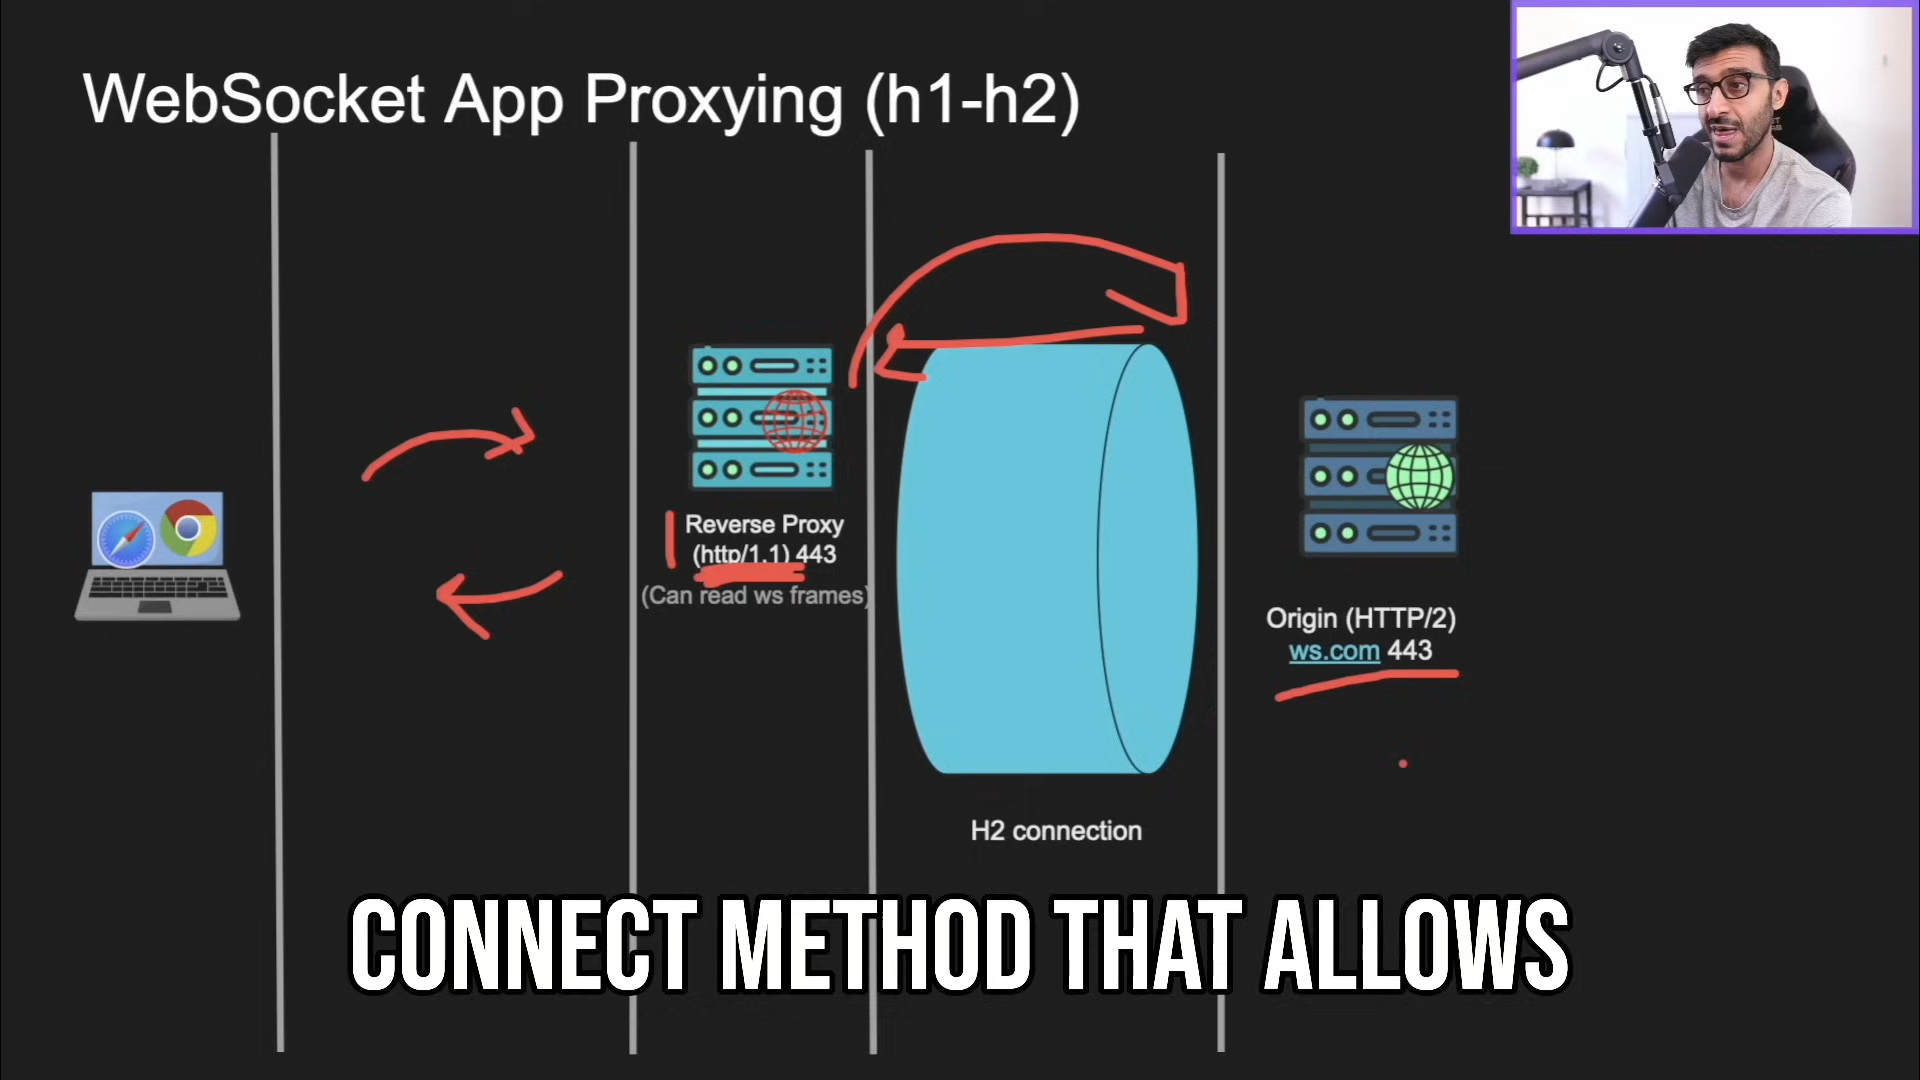 WebSocket App Proxying (h1-h2)
Reverse Proxy
(http/1.1) 443
(Can read ws frames)
Origin (HTTP/2)
ws.com 443
H2 connection
CONNECT METHOD THAT ALLOWS